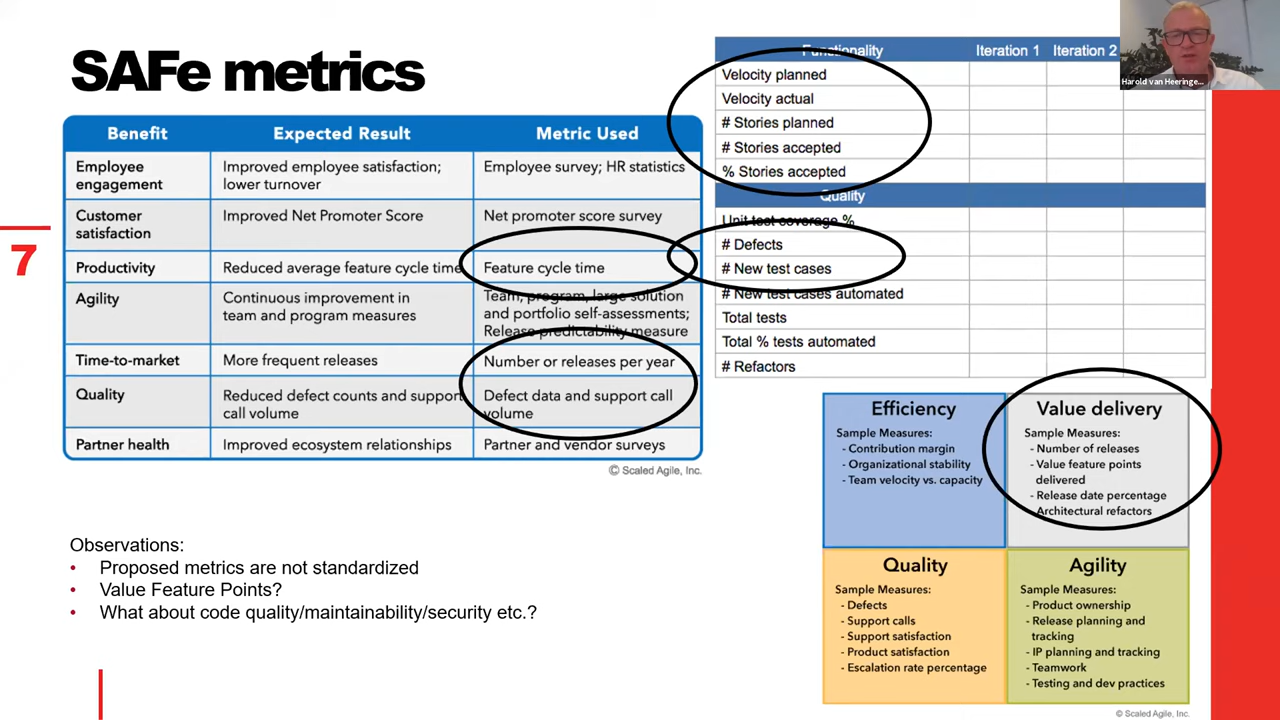 SAFe metrics
7
Benefit Expected Result Metric Used
Employee engagement Improved employee satisfaction; lower turnover Employee survey; HR statistics
Customer satisfaction Improved Net Promoter Score Net promoter score survey
Productivity Reduced average feature cycle time Feature cycle time
Agility Continuous improvement in team and program measures Team, program, large solution and portfolio self-assessments; Release predictability measure
Time-to-market More frequent releases Number or releases per year
Quality Reduced defect counts and support call volume Defect data and support call volume
Partner health Improved ecosystem relationships Partner and vendor surveys
© Scaled Agile, Inc.
Observations:
• Proposed metrics are not standardized
• Value Feature Points?
• What about code quality/maintainability/security etc.?
Functionality Iteration 1 Iteration 2
Velocity planned
Velocity actual
# Stories planned
# Stories accepted
% Stories accepted
Quality
Unit test coverage %
# Defects
# New test cases
# New test cases automated
Total tests
Total % tests automated
# Refactors
Harold van Heeringe...
Efficiency
Sample Measures:
- Contribution margin
- Organizational stability
- Team velocity vs. capacity
Value delivery
Sample Measures:
- Number of releases
- Value feature points
delivered
- Release date percentage
- Architectural refactors
Quality
Sample Measures:
- Defects
- Support calls
- Support satisfaction
- Product satisfaction
- Escalation rate percentage
Agility
Sample Measures:
- Product ownership
- Release planning and
tracking
- IP planning and tracking
- Teamwork
- Testing and dev practices
© Scaled Agile, Inc.